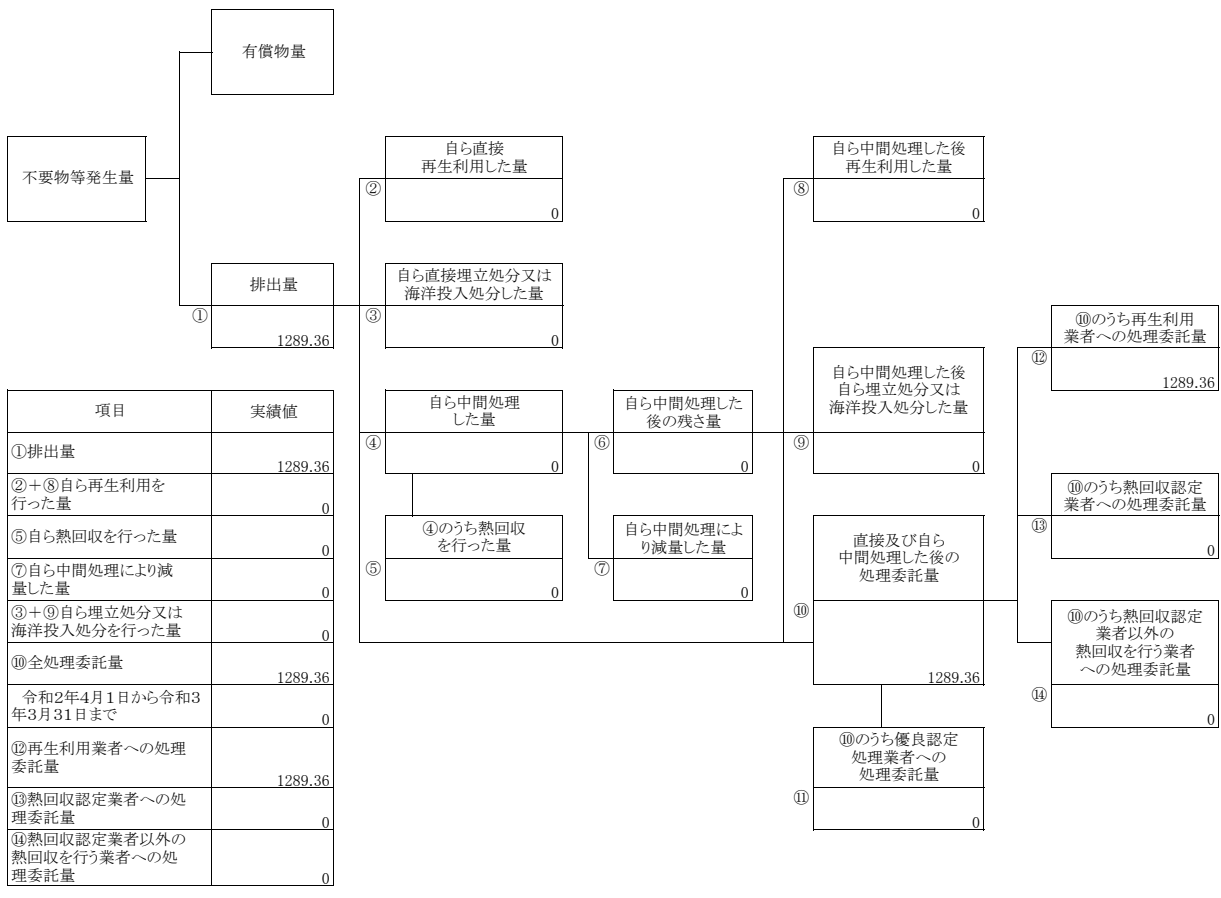 有償物量
不要物等発生量
排出量
①
1289.36
自ら直接
再生利用した量
②
0
自ら直接埋立処分又は
海洋投入処分した量
③
0
自ら中間処理
した量
④
0
④のうち熱回収
を行った量
⑤
0
自ら中間処理した
後の残さ量
⑥
0
自ら中間処理によ
り減量した量
⑦
0
自ら中間処理した後
再生利用した量
⑧
0
自ら中間処理した後
自ら埋立処分又は
海洋投入処分した量
⑨
0
直接及び自ら
中間処理した後の
処理委託量
⑩
1289.36
⑩のうち優良認定
処理業者への
処理委託量
⑪
0
⑩のうち再生利用
業者への処理委託量
⑫
1289.36
⑩のうち熱回収認定
業者への処理委託量
⑬
0
⑩のうち熱回収認定
業者以外の
熱回収を行う業者
への処理委託量
⑭
0
項目 実績値
①排出量
1289.36
②+⑧自ら再生利用を
行った量
0
⑤自ら熱回収を行った量
0
⑦自ら中間処理により減
量した量
0
③+⑨自ら埋立処分又は
海洋投入処分を行った量
0
⑩全処理委託量
1289.36
令和2年4月1日から令和3
年3月31日まで
0
⑫再生利用業者への処理
委託量
1289.36
⑬熱回収認定業者への処
理委託量
0
⑭熱回収認定業者以外の
熱回収を行う業者への処
理委託量
0